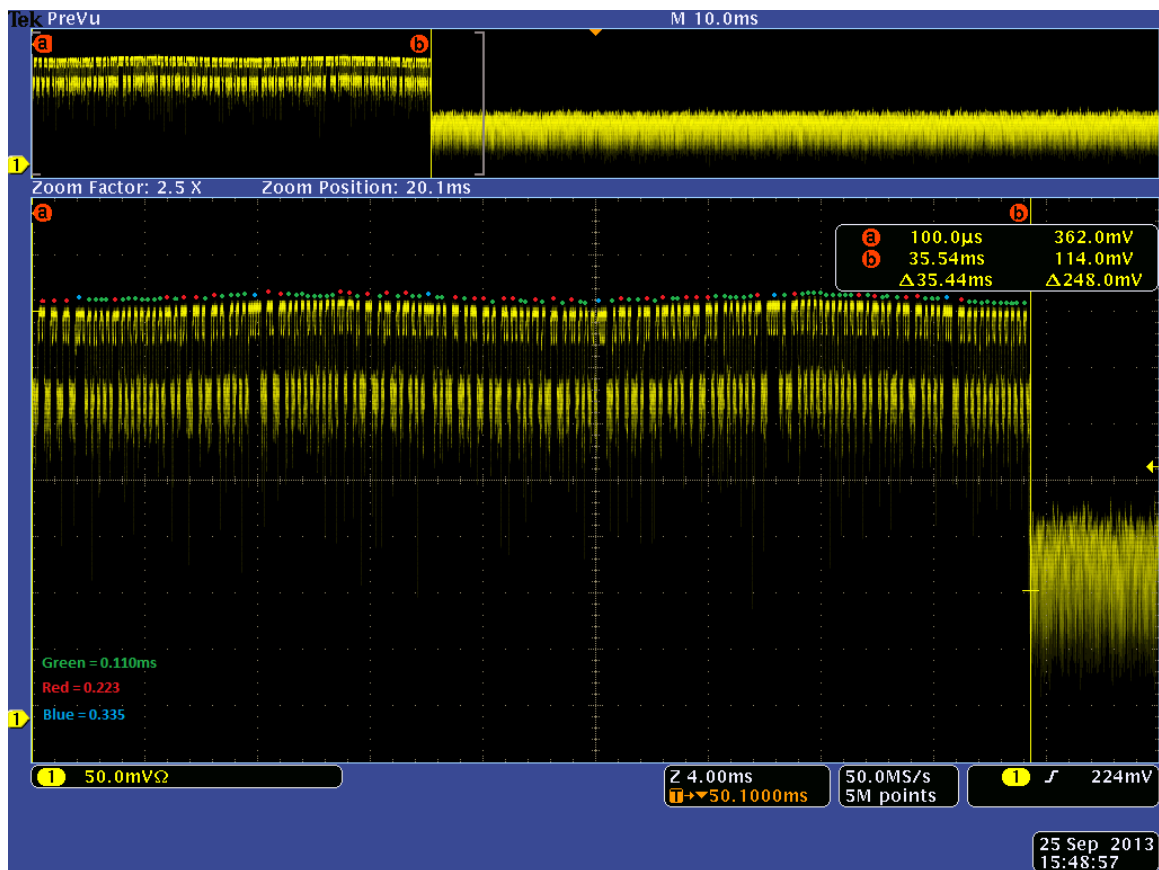 Tek PreVu M 10.0ms
a b
1
Zoom Factor: 2.5 X Zoom Position: 20.1ms
a b
a 100.0µs 362.0mV
b 35.54ms 114.0mV
Δ35.44ms Δ248.0mV
Green = 0.110ms
Red = 0.223
Blue = 0.335
1
1 50.0mVΩ
Z 4.00ms
T→▼50.1000ms
50.0MS/s
5M points
1 ʃ 224mV
25 Sep 2013
15:48:57